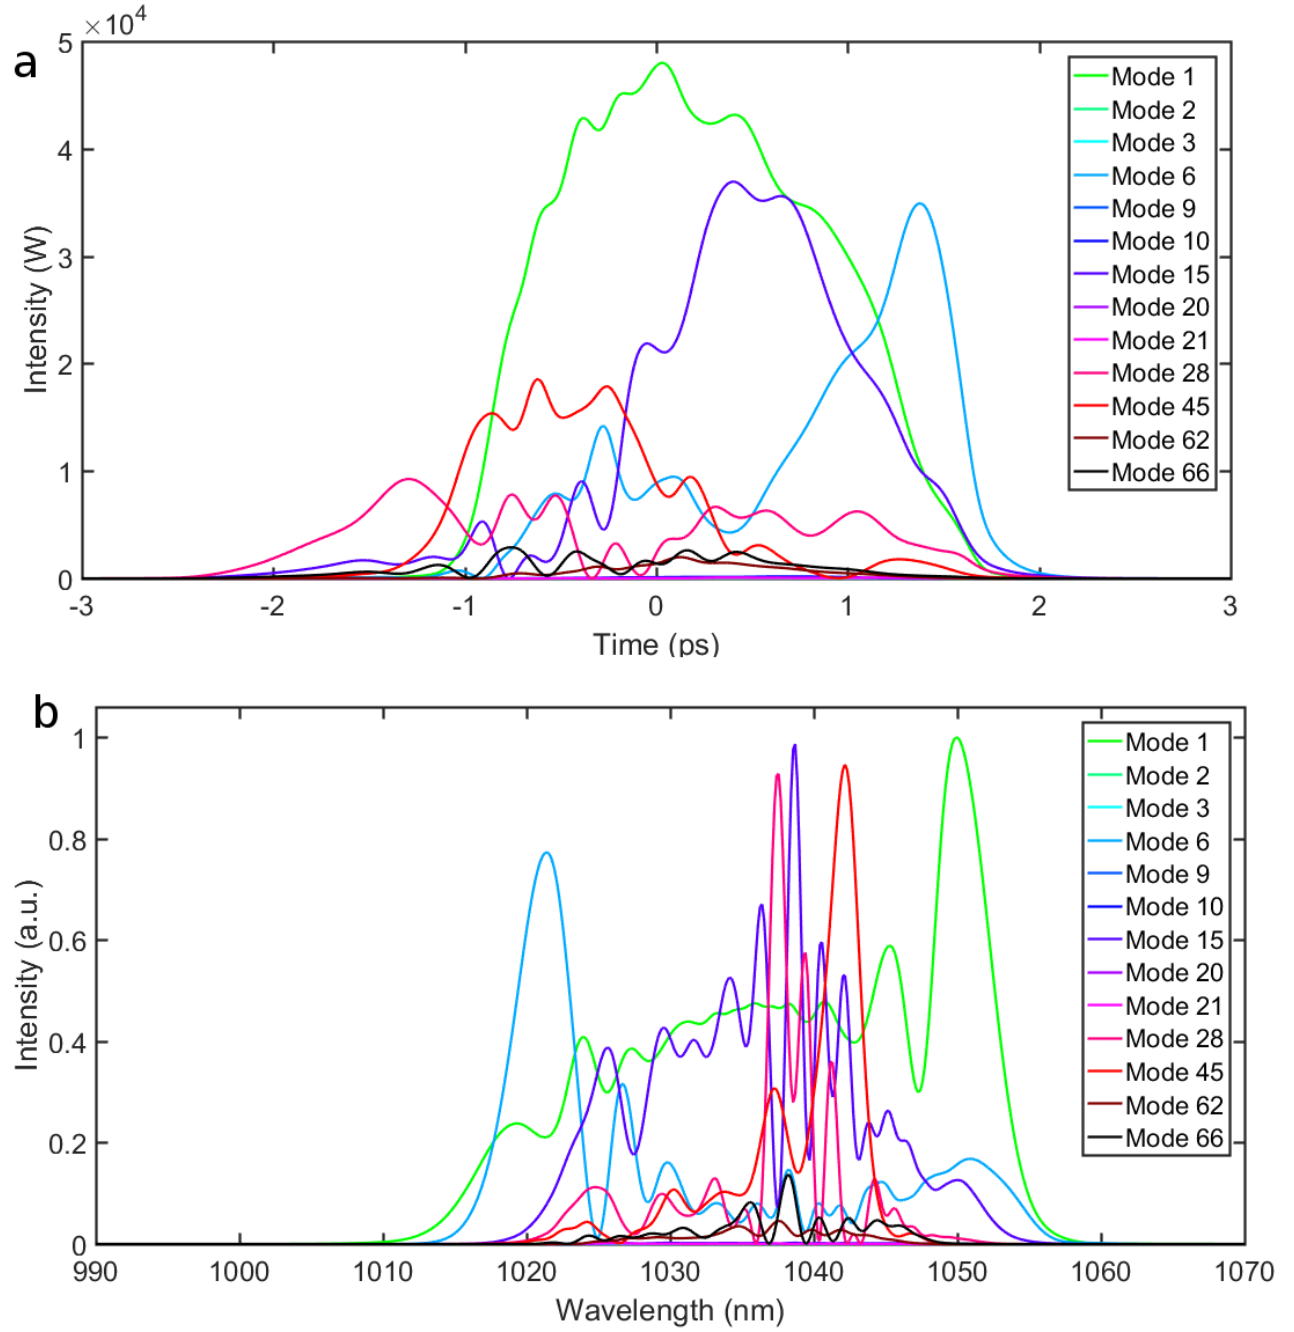 a
×10⁴
5
4
3
2
1
0
Intensity (W)
-3 -2 -1 0 1 2 3
Time (ps)
Mode 1
Mode 2
Mode 3
Mode 6
Mode 9
Mode 10
Mode 15
Mode 20
Mode 21
Mode 28
Mode 45
Mode 62
Mode 66
b
1
0.8
0.6
0.4
0.2
0
Intensity (a.u.)
990 1000 1010 1020 1030 1040 1050 1060 1070
Wavelength (nm)
Mode 1
Mode 2
Mode 3
Mode 6
Mode 9
Mode 10
Mode 15
Mode 20
Mode 21
Mode 28
Mode 45
Mode 62
Mode 66